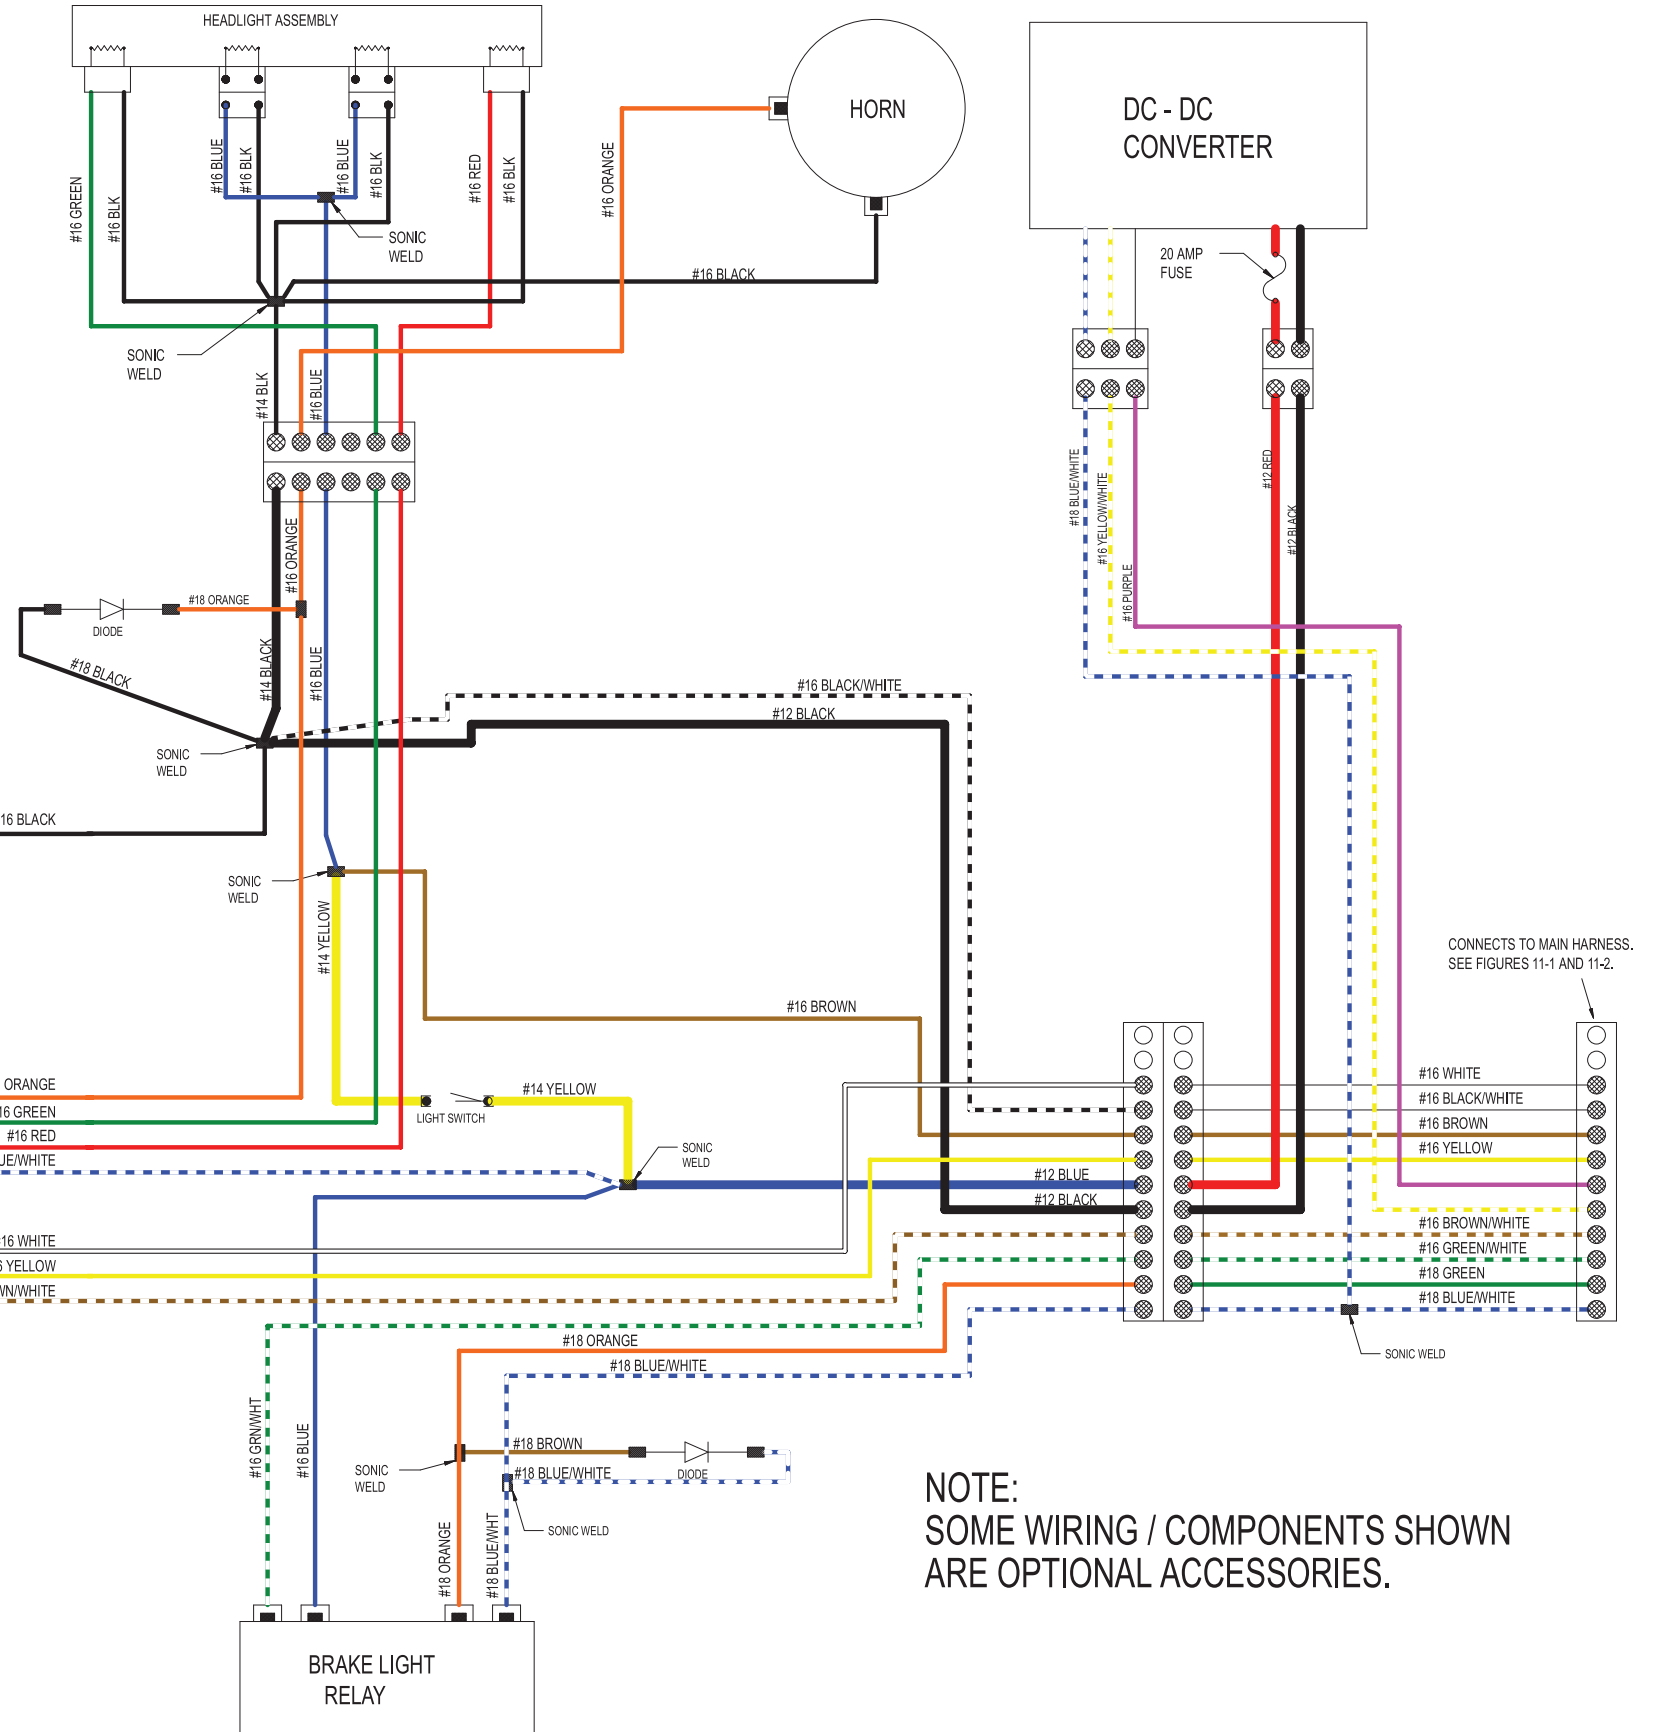 HEADLIGHT ASSEMBLY
HORN
DC - DC
CONVERTER
#16 GREEN
#16 BLK
#16 BLUE
#16 BLK
#16 BLUE
#16 BLK
#16 RED
#16 BLK
#16 ORANGE
SONIC
WELD
#16 BLACK
20 AMP
FUSE
SONIC
WELD
#14 BLK
#16 BLUE
#18 BLUE/WHITE
#16 YELLOW/WHITE
#16 PURPLE
#12 RED
#12 BLACK
#16 ORANGE
#18 ORANGE
DIODE
#18 BLACK
#14 BLACK
#16 BLUE
#16 BLACK/WHITE
#12 BLACK
SONIC
WELD
16 BLACK
SONIC
WELD
#14 YELLOW
#16 BROWN
CONNECTS TO MAIN HARNESS.
SEE FIGURES 11-1 AND 11-2.
ORANGE
16 GREEN
#16 RED
UE/WHITE
LIGHT SWITCH
#14 YELLOW
SONIC
WELD
#12 BLUE
#12 BLACK
#16 WHITE
#16 BLACK/WHITE
#16 BROWN
#16 YELLOW
#16 BROWN/WHITE
#16 GREEN/WHITE
#18 GREEN
#18 BLUE/WHITE
SONIC WELD
16 WHITE
6 YELLOW
WN/WHITE
#18 ORANGE
#18 BLUE/WHITE
#16 GRN/WHT
#16 BLUE
SONIC
WELD
#18 BROWN
#18 BLUE/WHITE
DIODE
SONIC WELD
#18 ORANGE
#18 BLUE/WHT
BRAKE LIGHT
RELAY
NOTE:
SOME WIRING / COMPONENTS SHOWN
ARE OPTIONAL ACCESSORIES.